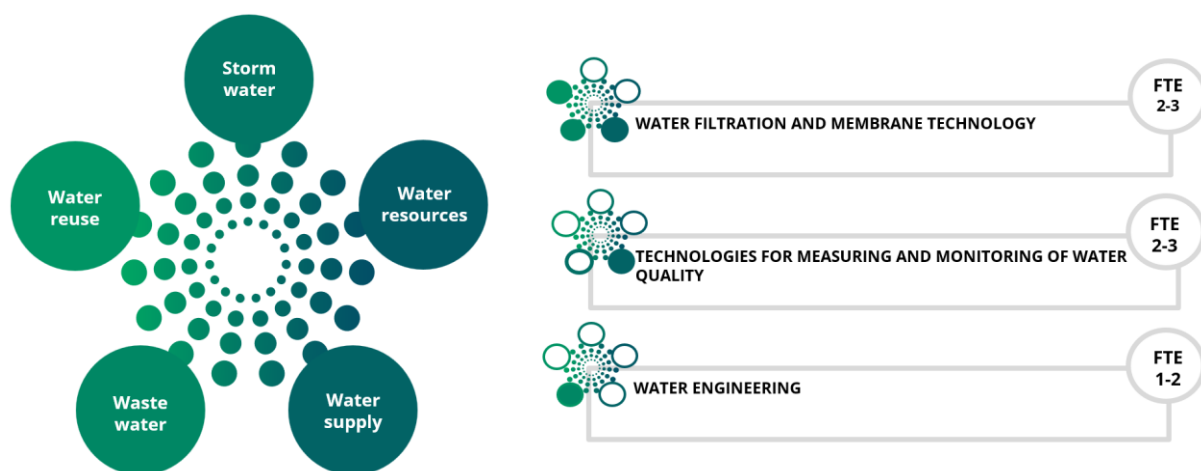 Storm
water
Water
reuse
Water
resources
Waste
water
Water
supply
FTE
2-3
WATER FILTRATION AND MEMBRANE TECHNOLOGY
FTE
2-3
TECHNOLOGIES FOR MEASURING AND MONITORING OF WATER
QUALITY
FTE
1-2
WATER ENGINEERING